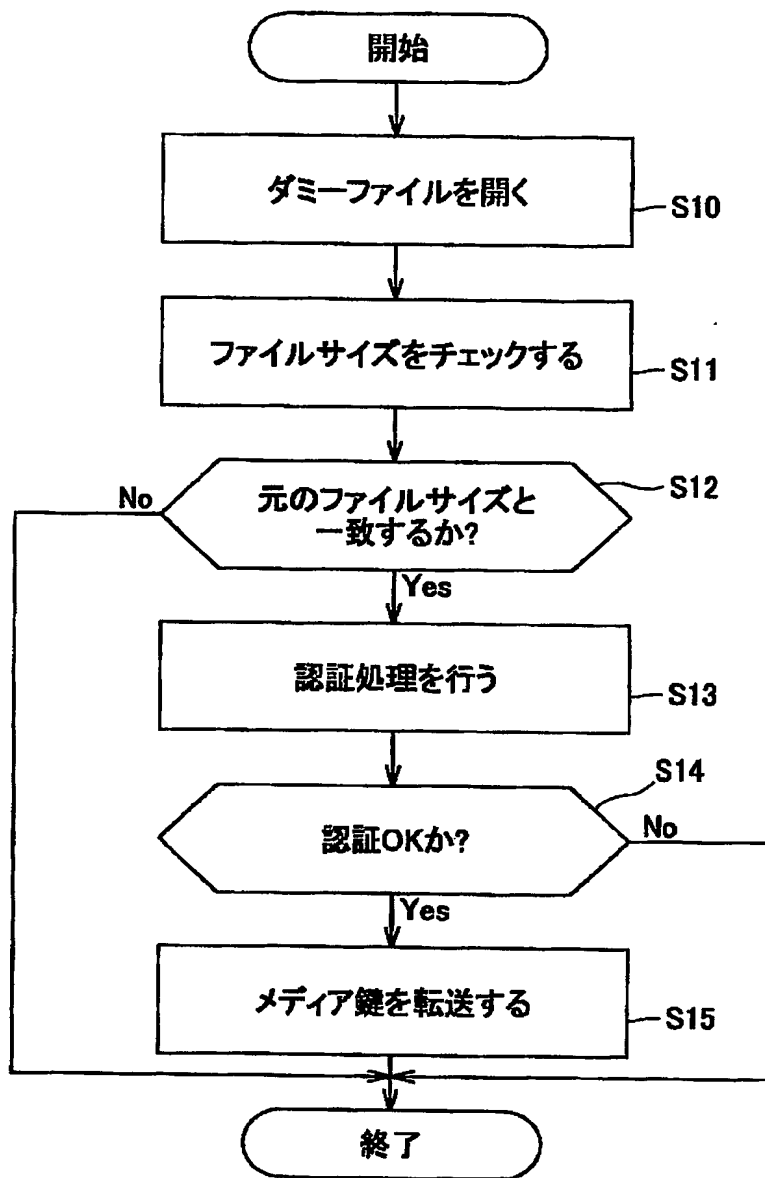 開始
ダミーファイルを開く
S10
ファイルサイズをチェックする
S11
S12
No
元のファイルサイズと
一致するか?
Yes
認証処理を行う
S13
S14
認証OKか?
No
Yes
メディア鍵を転送する
S15
終了